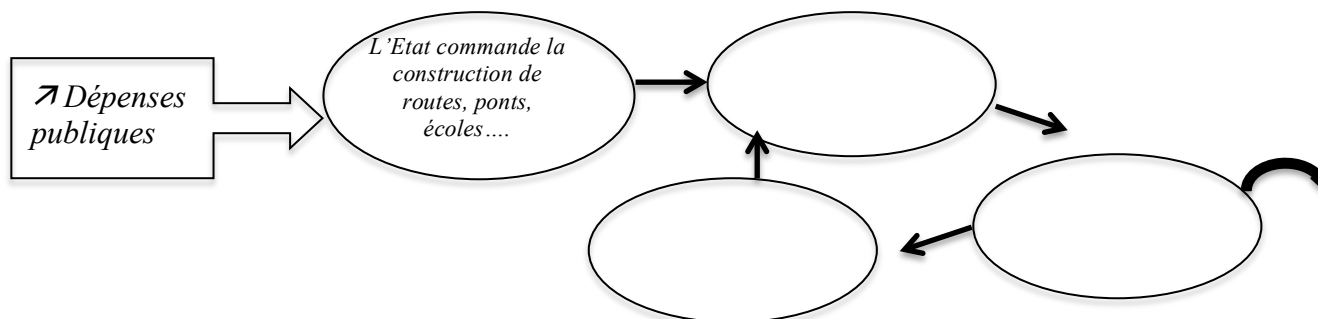 ↗ Dépenses
publiques
L’Etat commande la
construction de
routes, ponts,
écoles….